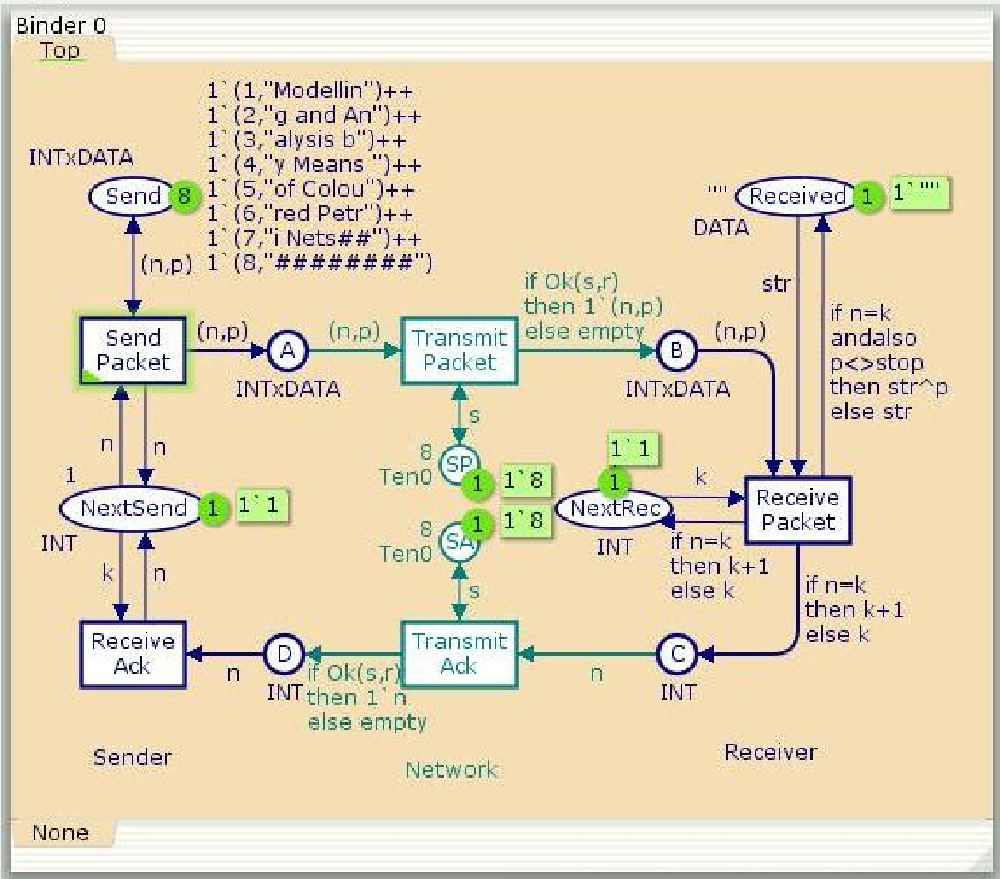 Binder 0
Top
1`(1,"Modellin")++
1`(2,"g and An")++
1`(3,"alysis b")++
1`(4,"y Means ")++
1`(5,"of Colou")++
1`(6,"red Petr")++
1`(7,"i Nets##")++
1`(8,"########")
INTxDATA
Send
8
(n,p)
""
Received
1
1`""
DATA
str
if n=k
andalso
p<>stop
then str^p
else str
if Ok(s,r)
then 1`(n,p)
else empty
Send
Packet
(n,p)
A
INTxDATA
(n,p)
Transmit
Packet
B
INTxDATA
(n,p)
n
n
s
8
Ten0
SP
1
1`8
1`1
1
NextRec
INT
k
Receive
Packet
if n=k
then k+1
else k
1
NextSend
1
1`1
INT
8
Ten0
SA
1
1`8
k
n
s
if n=k
then k+1
else k
Receive
Ack
n
D
INT
if Ok(s,r)
then 1`n
else empty
Transmit
Ack
n
C
INT
Sender
Network
Receiver
None